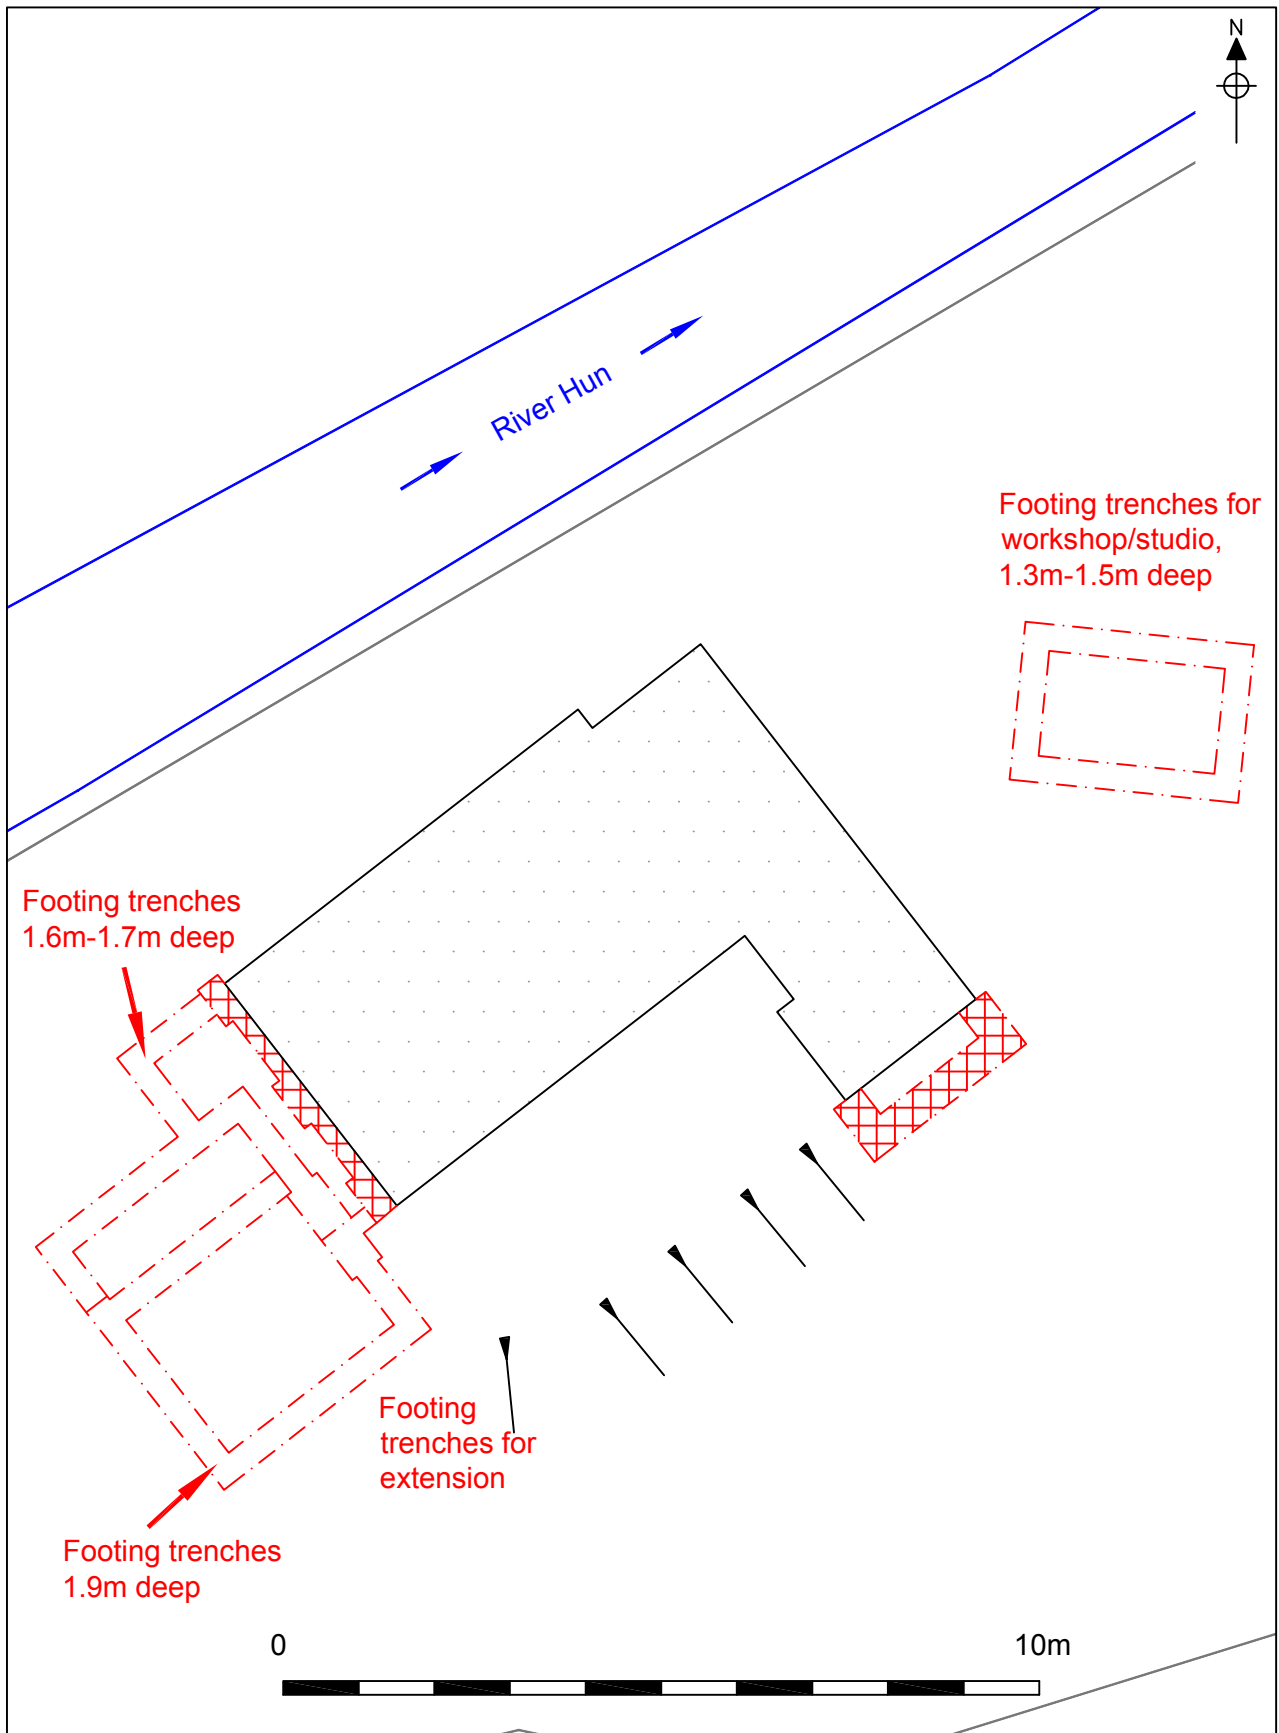 N
River Hun
Footing trenches for
workshop/studio,
1.3m-1.5m deep
Footing trenches
1.6m-1.7m deep
Footing
trenches for
extension
Footing trenches
1.9m deep
0
10m